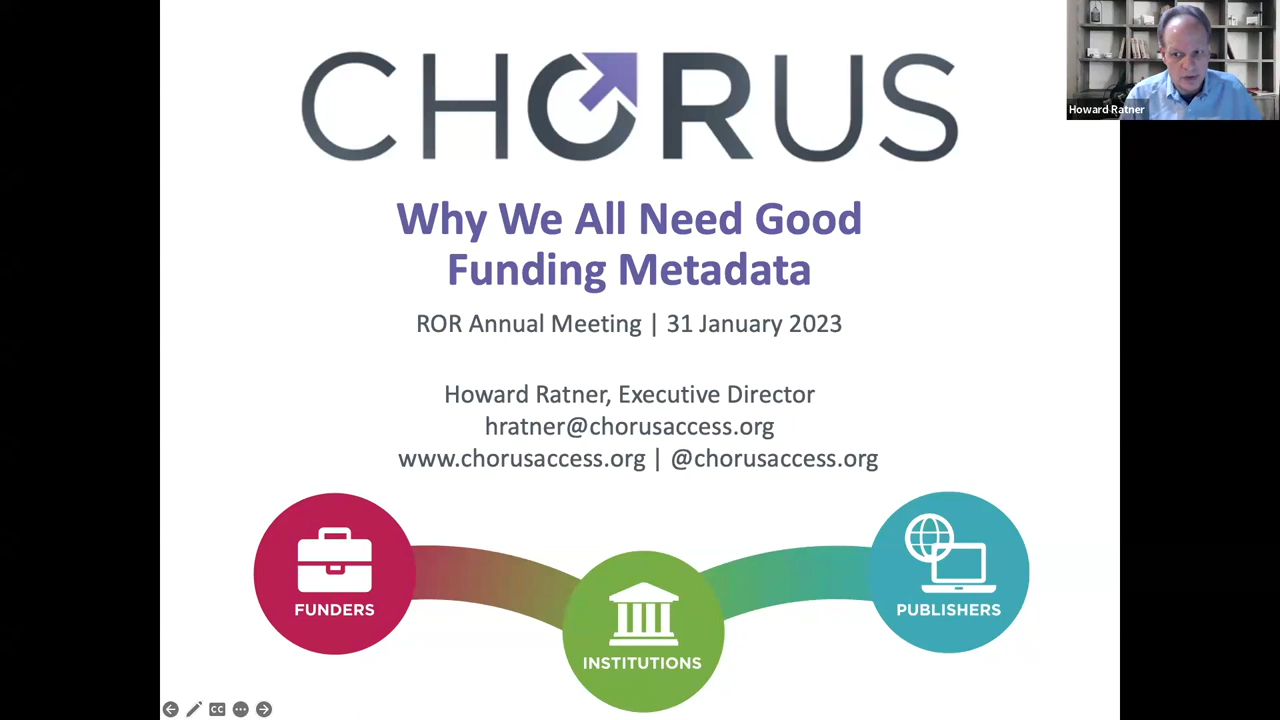 CHORUS
Howard Ratner
Why We All Need Good
Funding Metadata
ROR Annual Meeting | 31 January 2023
Howard Ratner, Executive Director
hratner@chorusaccess.org
www.chorusaccess.org | @chorusaccess.org
FUNDERS
INSTITUTIONS
PUBLISHERS
CC